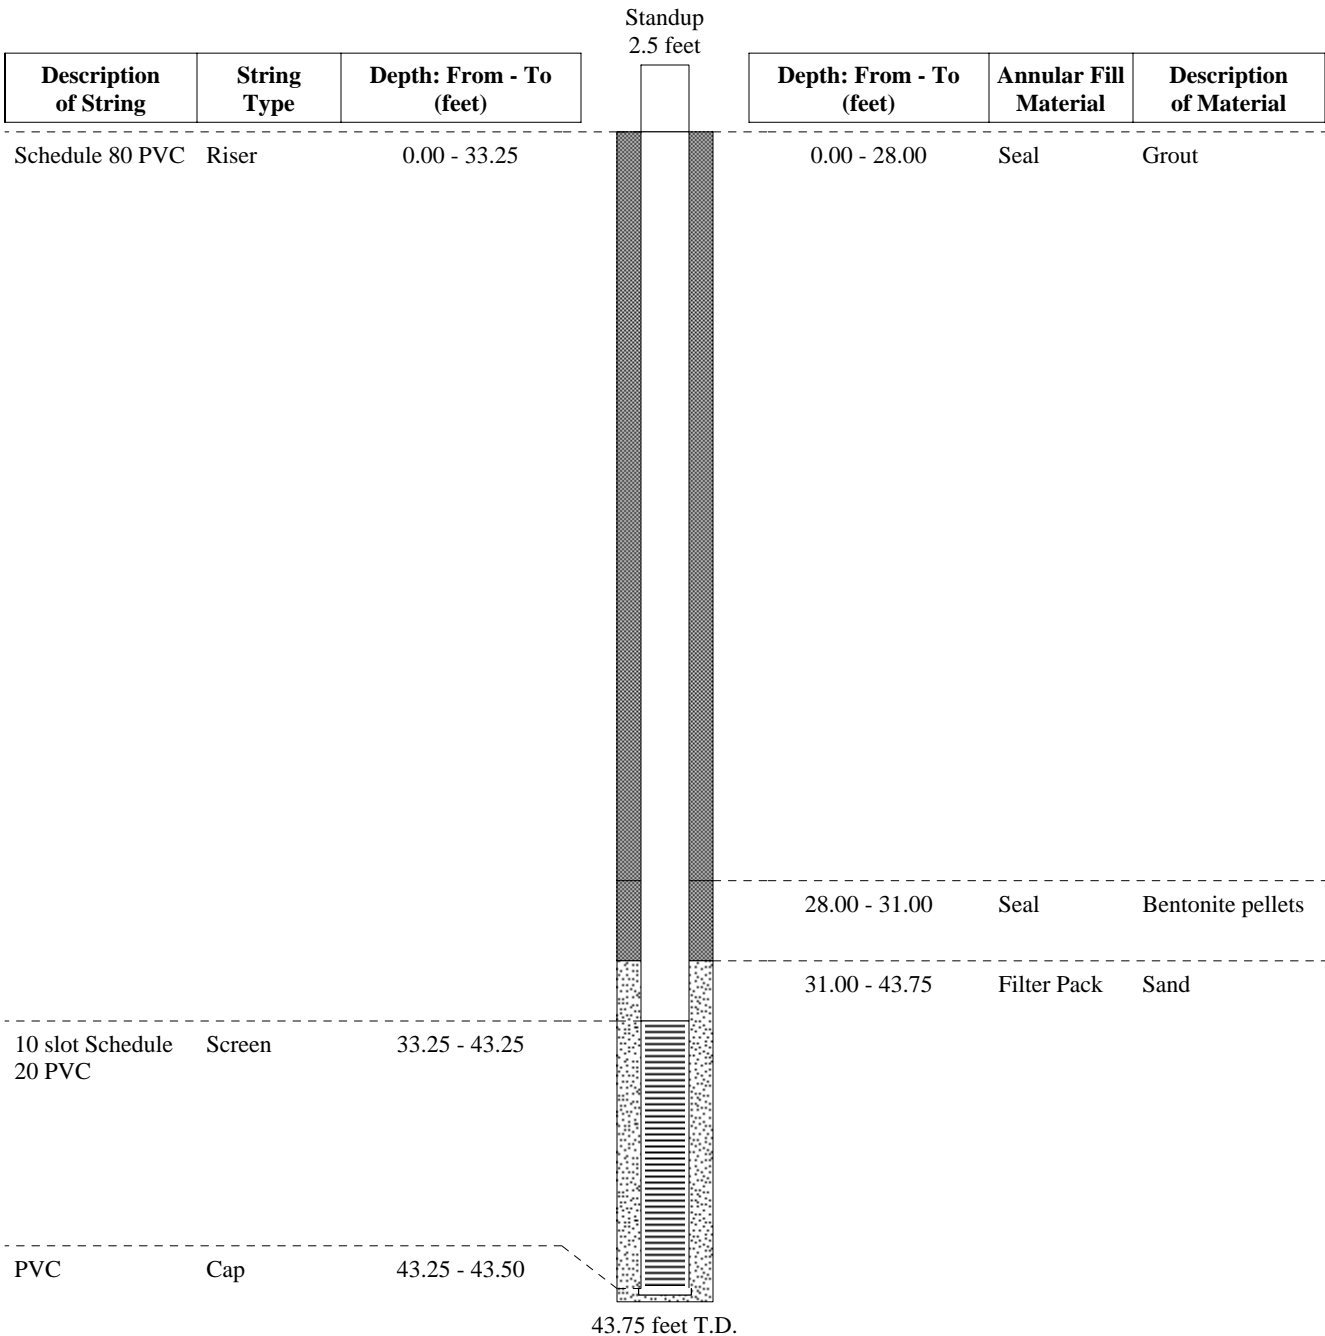 Standup
2.5 feet
Description of String | String Type | Depth: From - To (feet)
Depth: From - To (feet) | Annular Fill Material | Description of Material
Schedule 80 PVC Riser 0.00 - 33.25
0.00 - 28.00 Seal Grout
28.00 - 31.00 Seal Bentonite pellets
31.00 - 43.75 Filter Pack Sand
10 slot Schedule Screen 33.25 - 43.25
20 PVC
PVC Cap 43.25 - 43.50
43.75 feet T.D.